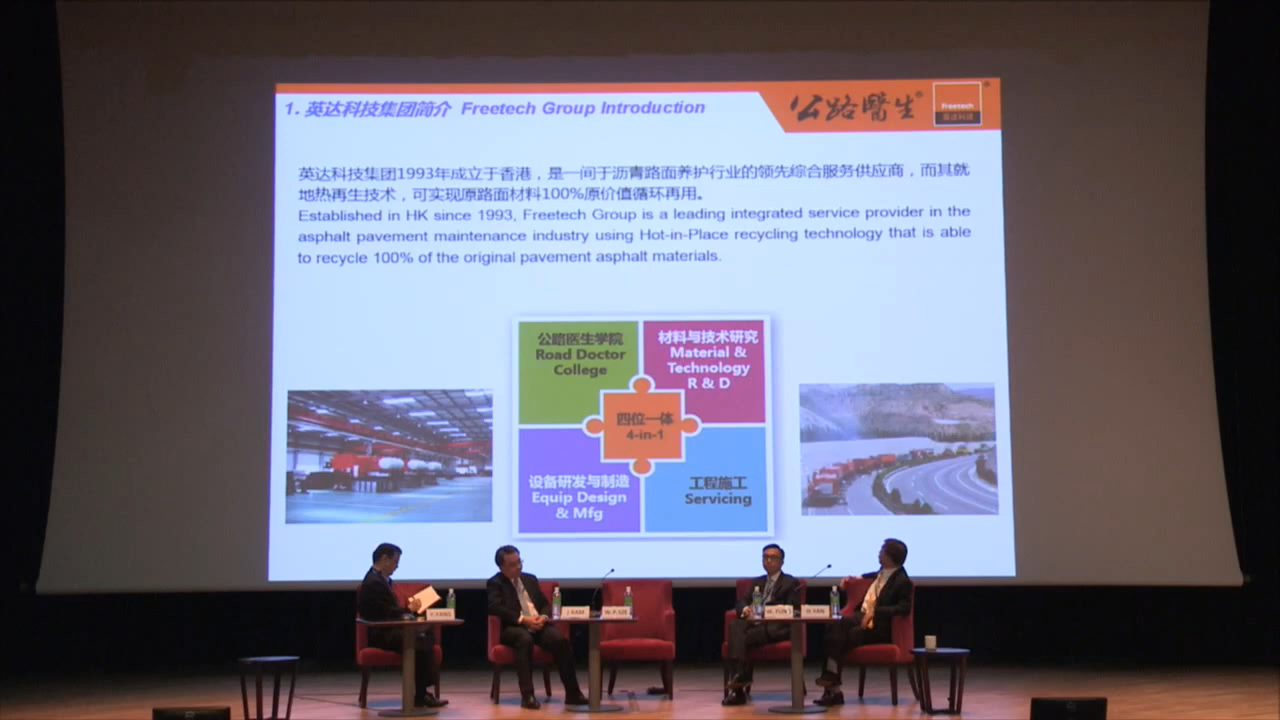 1. 英达科技集团简介 Freetech Group Introduction
公路醫生®
Freetech
英达科技
英达科技集团1993年成立于香港，是一间于沥青路面养护行业的领先综合服务供应商，而其就
地热再生技术，可实现原路面材料100%原价值循环再用。
Established in HK since 1993, Freetech Group is a leading integrated service provider in the
asphalt pavement maintenance industry using Hot-in-Place recycling technology that is able
to recycle 100% of the original pavement asphalt materials.
公路医生学院
Road Doctor
College
材料与技术研究
Material &
Technology
R & D
四位一体
4-in-1
设备研发与制造
Equip Design
& Mfg
工程施工
Servicing